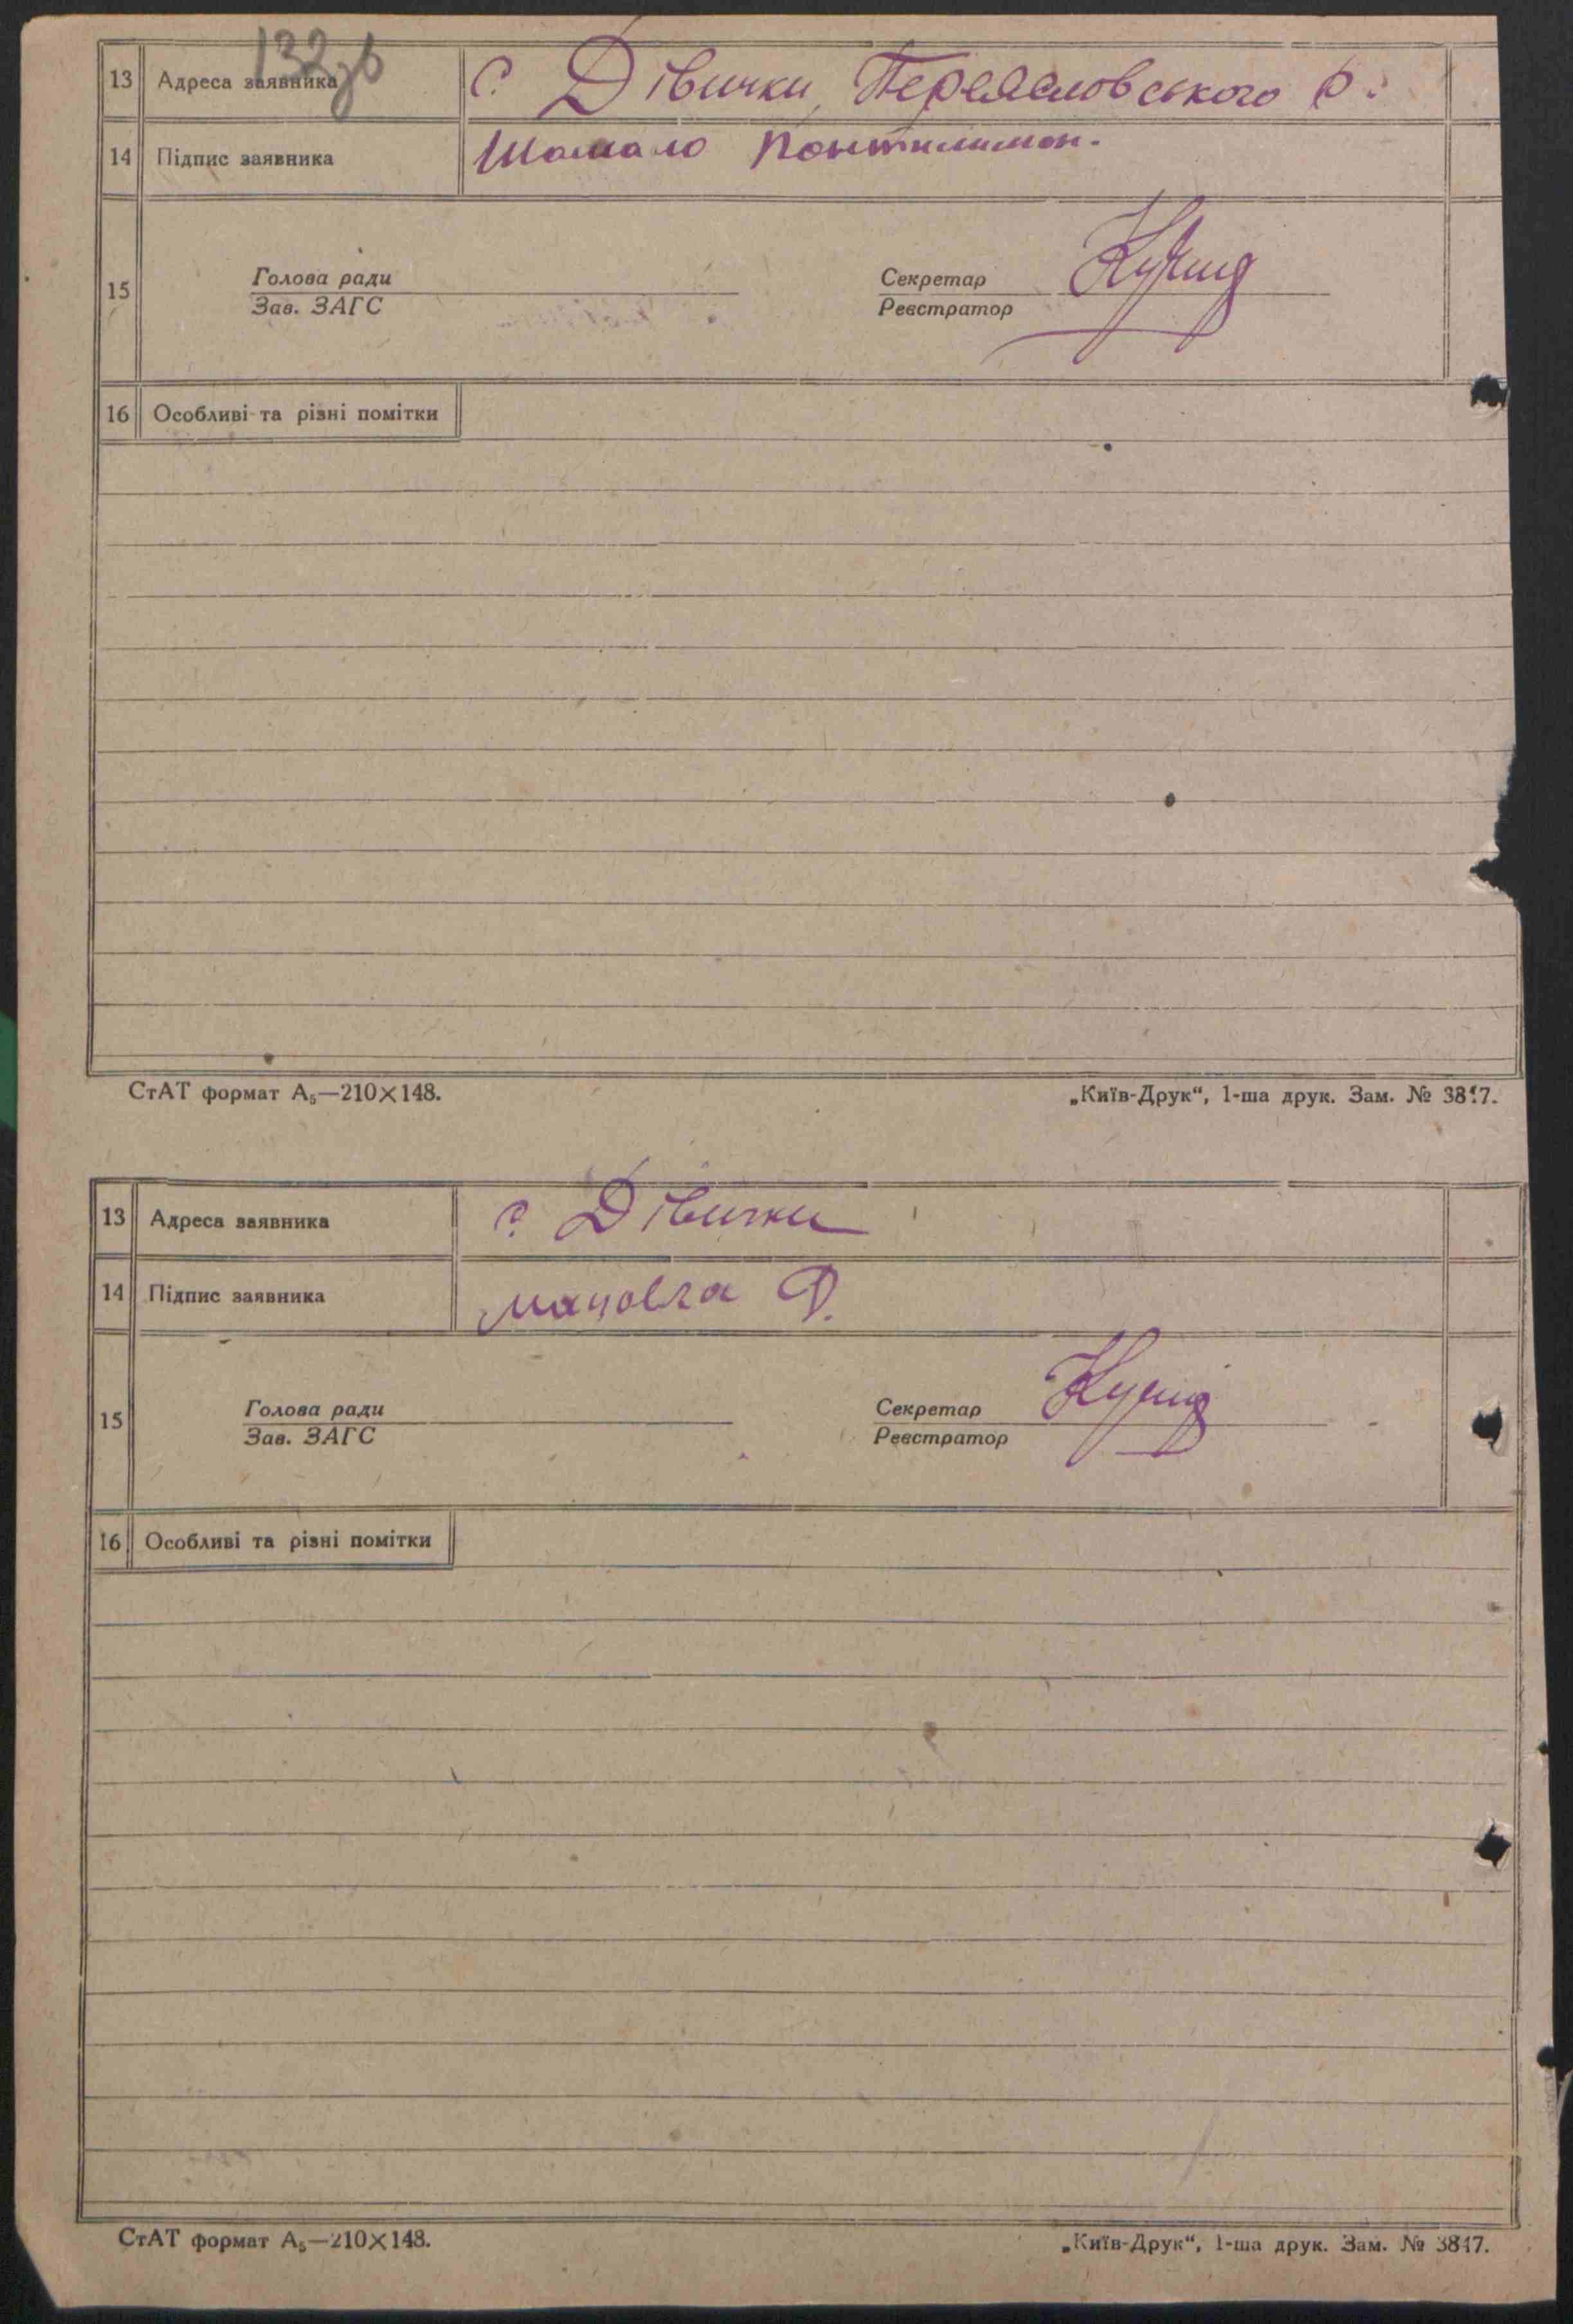 132зв
13 Адреса заявника с. Дівички, Переясловського р.
14 Підпис заявника Шамало Понтилимон.
15 Голова ради Секретар
Зав. ЗАГС Реєстратор
16 Особливі та різні помітки
СтАТ формат А₅—210×148. „Київ-Друк“, 1-ша друк. Зам. № 3817.
13 Адреса заявника с. Дівички
14 Підпис заявника
15 Голова ради Секретар
Зав. ЗАГС Реєстратор
16 Особливі та різні помітки
СтАТ формат А₅—210×148. „Київ-Друк“, 1-ша друк. Зам. № 3817.